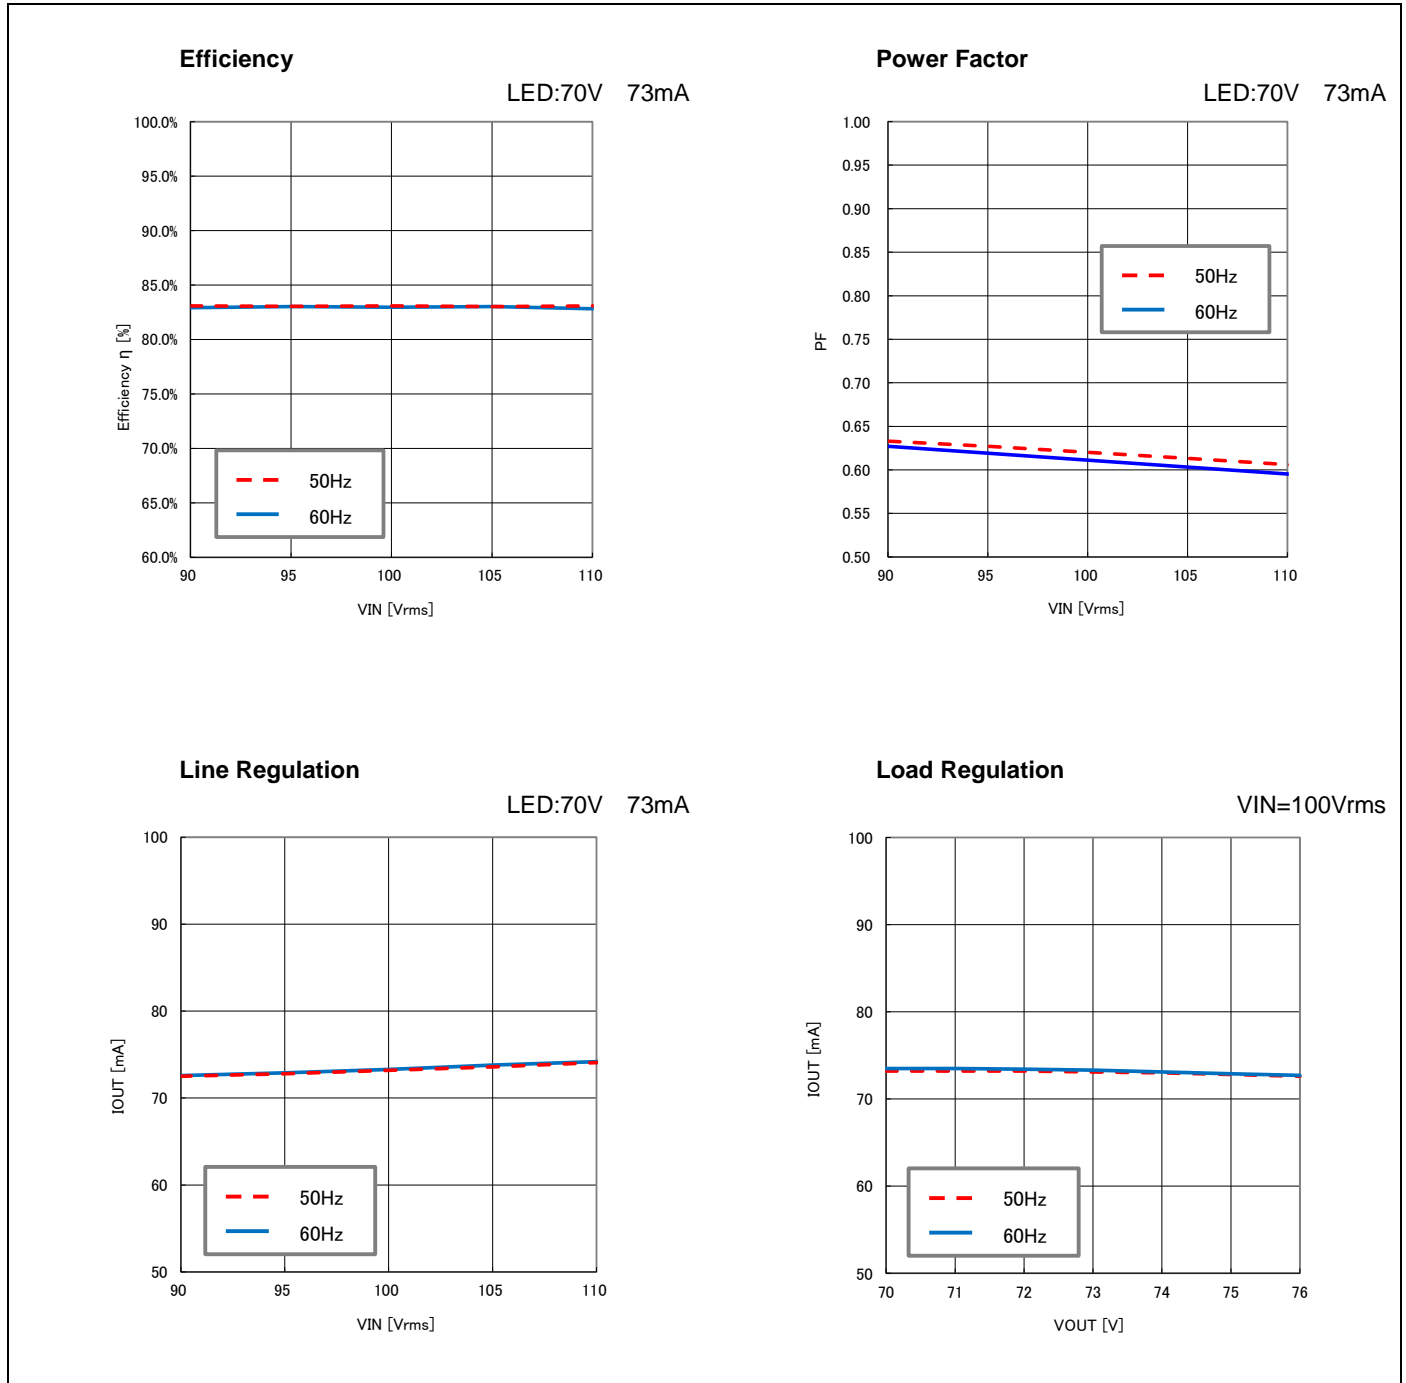 Efficiency
LED:70V 73mA
100.0%
95.0%
90.0%
85.0%
80.0%
75.0%
70.0%
65.0%
60.0%
Efficiency η [%]
50Hz
60Hz
90 95 100 105 110
VIN [Vrms]
Power Factor
LED:70V 73mA
1.00
0.95
0.90
0.85
0.80
0.75
0.70
0.65
0.60
0.55
0.50
PF
50Hz
60Hz
90 95 100 105 110
VIN [Vrms]
Line Regulation
LED:70V 73mA
100
90
80
70
60
50
IOUT [mA]
50Hz
60Hz
90 95 100 105 110
VIN [Vrms]
Load Regulation
VIN=100Vrms
100
90
80
70
60
50
IOUT [mA]
50Hz
60Hz
70 71 72 73 74 75 76
VOUT [V]